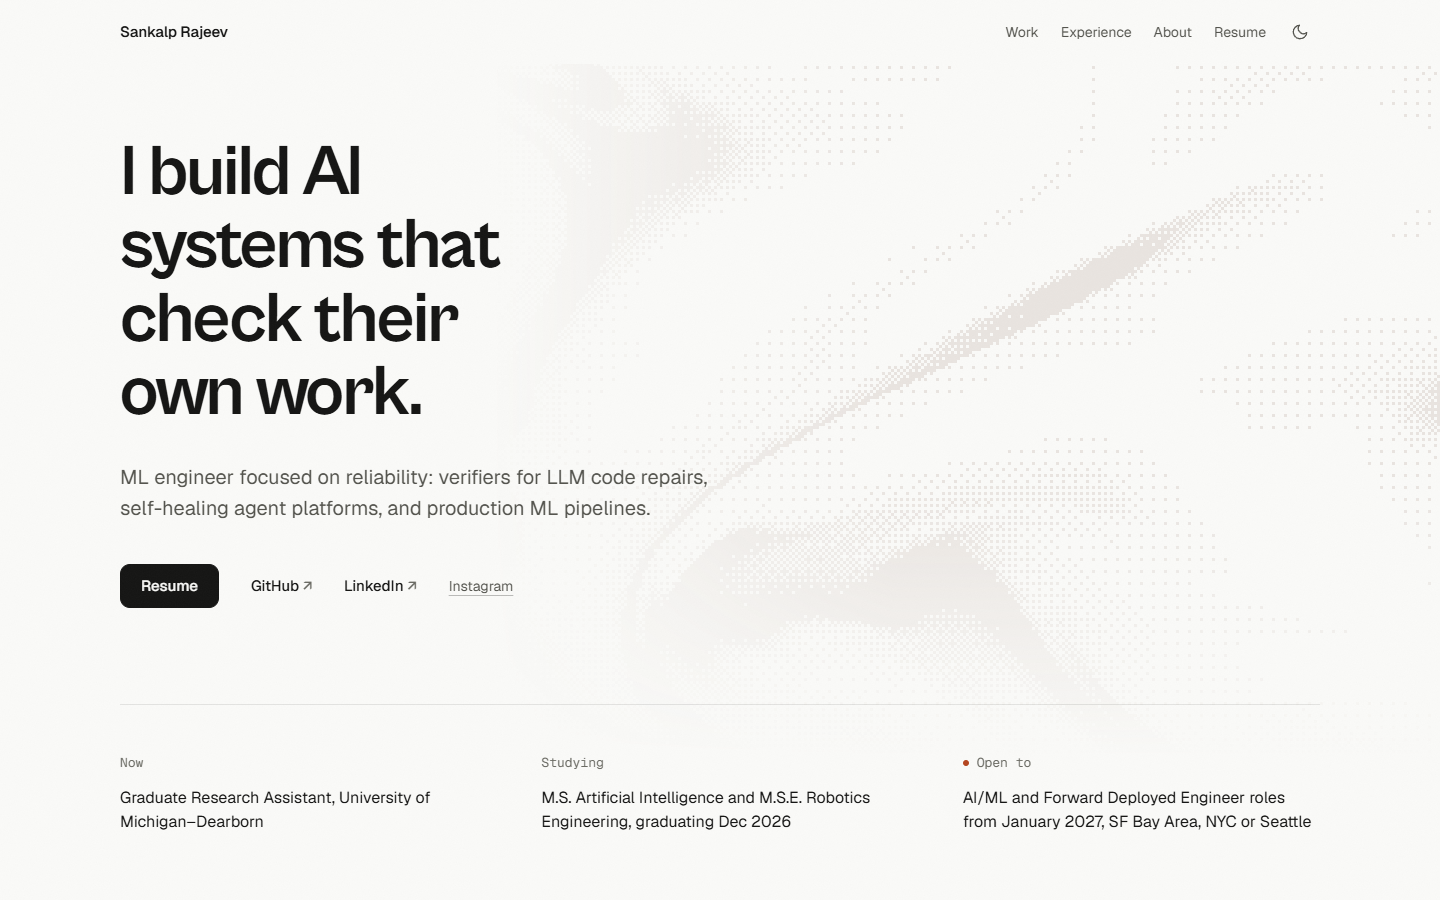 Sankalp Rajeev
Work Experience About Resume
I build AI
systems that
check their
own work.
ML engineer focused on reliability: verifiers for LLM code repairs,
self-healing agent platforms, and production ML pipelines.
Resume GitHub ↗ LinkedIn ↗ Instagram
Now
Graduate Research Assistant, University of
Michigan–Dearborn
Studying
M.S. Artificial Intelligence and M.S.E. Robotics
Engineering, graduating Dec 2026
Open to
AI/ML and Forward Deployed Engineer roles
from January 2027, SF Bay Area, NYC or Seattle